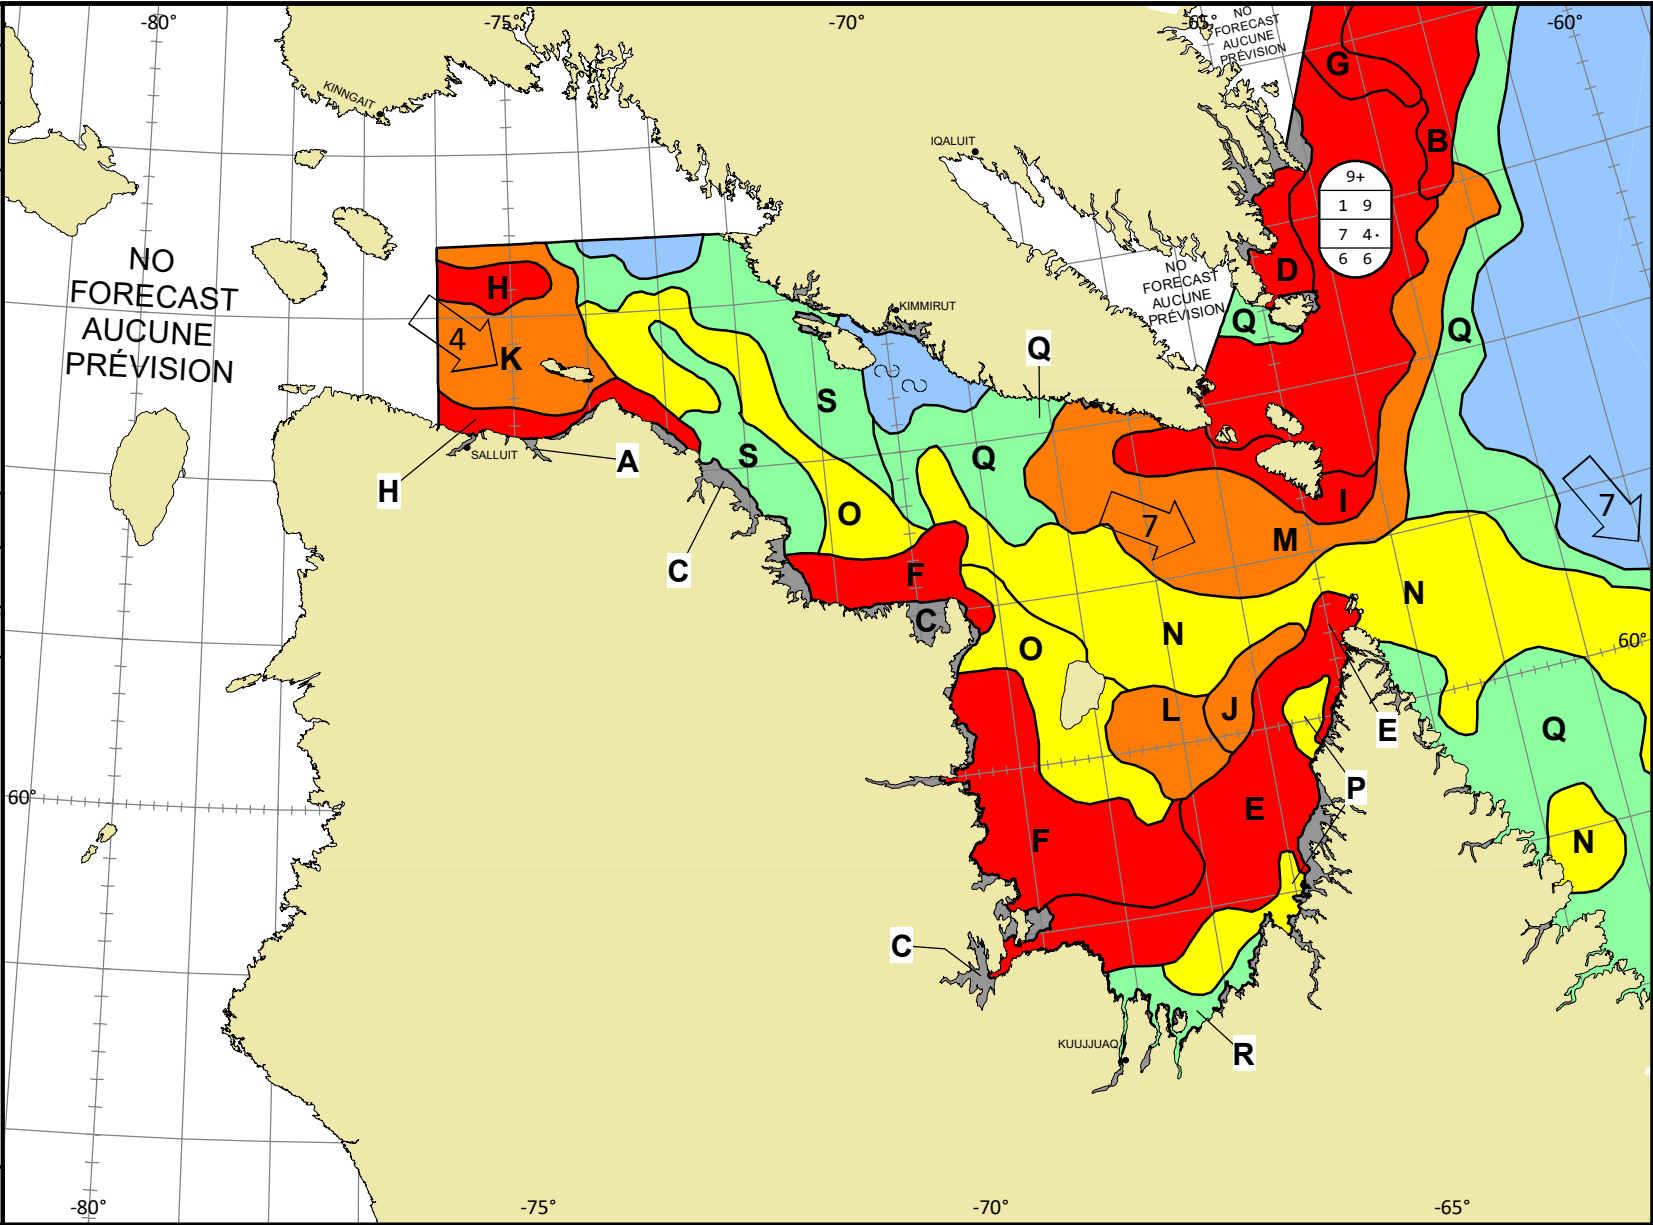 -80°
-75°
-70°
-65°
-60°
NO
FORECAST
AUCUNE
PRÉVISION
G
KINNGAIT
B
IQALUIT
9+
1 9
7 4·
6 6
NO
FORECAST
AUCUNE
PRÉVISION
NO
FORECAST
AUCUNE
PRÉVISION
D
H
KIMMIRUT
Q
Q
4
K
Q
S
S
Q
SALLUIT
A
H
I
7
7
O
M
C
F
N
C
N
60°
O
L
J
E
Q
P
60°
E
F
N
C
KUUJJUAQ
R
-80°
-75°
-70°
-65°